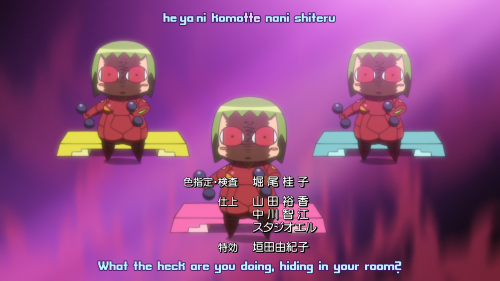 heya ni komotte nani shiteru
色指定・検査 堀尾桂子
仕上 山田裕香
中川智江
スタジオエル
特効 垣田由紀子
What the heck are you doing, hiding in your room?